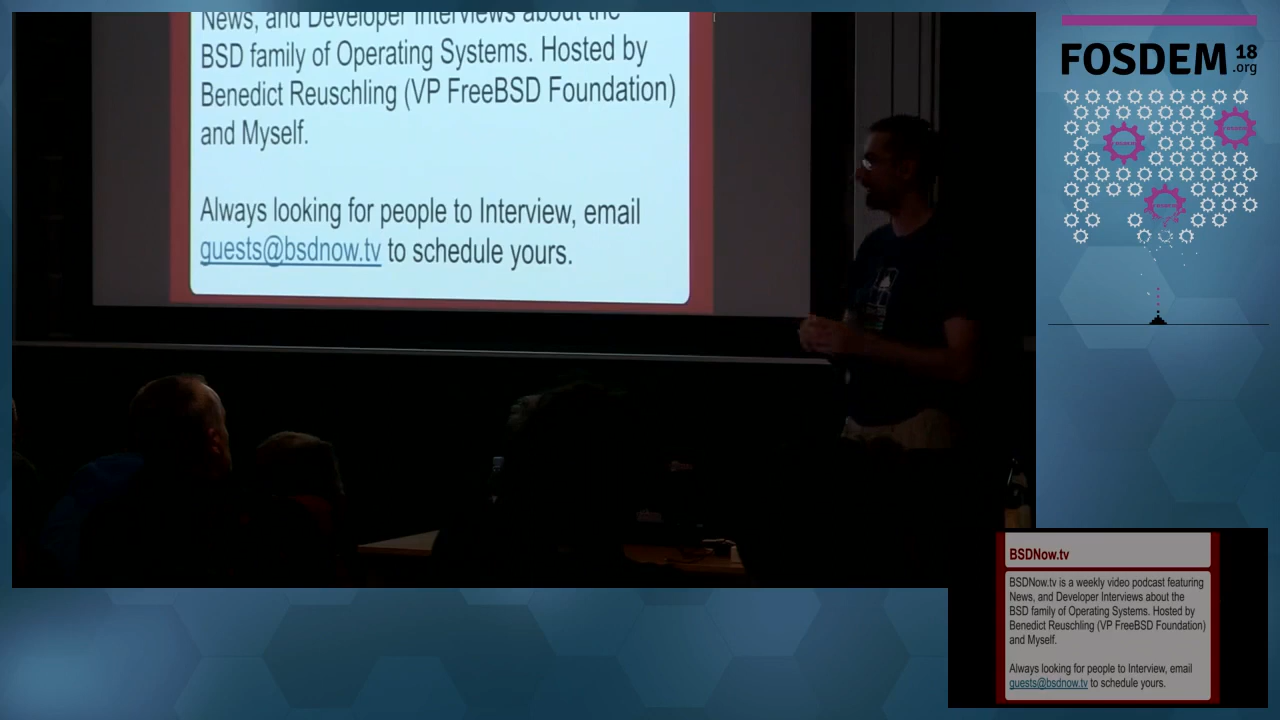 News, and Developer Interviews about the
BSD family of Operating Systems. Hosted by
Benedict Reuschling (VP FreeBSD Foundation)
and Myself.
Always looking for people to Interview, email
guests@bsdnow.tv to schedule yours.
FOSDEM 18
.org
BSDNow.tv
BSDNow.tv is a weekly video podcast featuring
News, and Developer Interviews about the
BSD family of Operating Systems. Hosted by
Benedict Reuschling (VP FreeBSD Foundation)
and Myself.
Always looking for people to Interview, email
guests@bsdnow.tv to schedule yours.